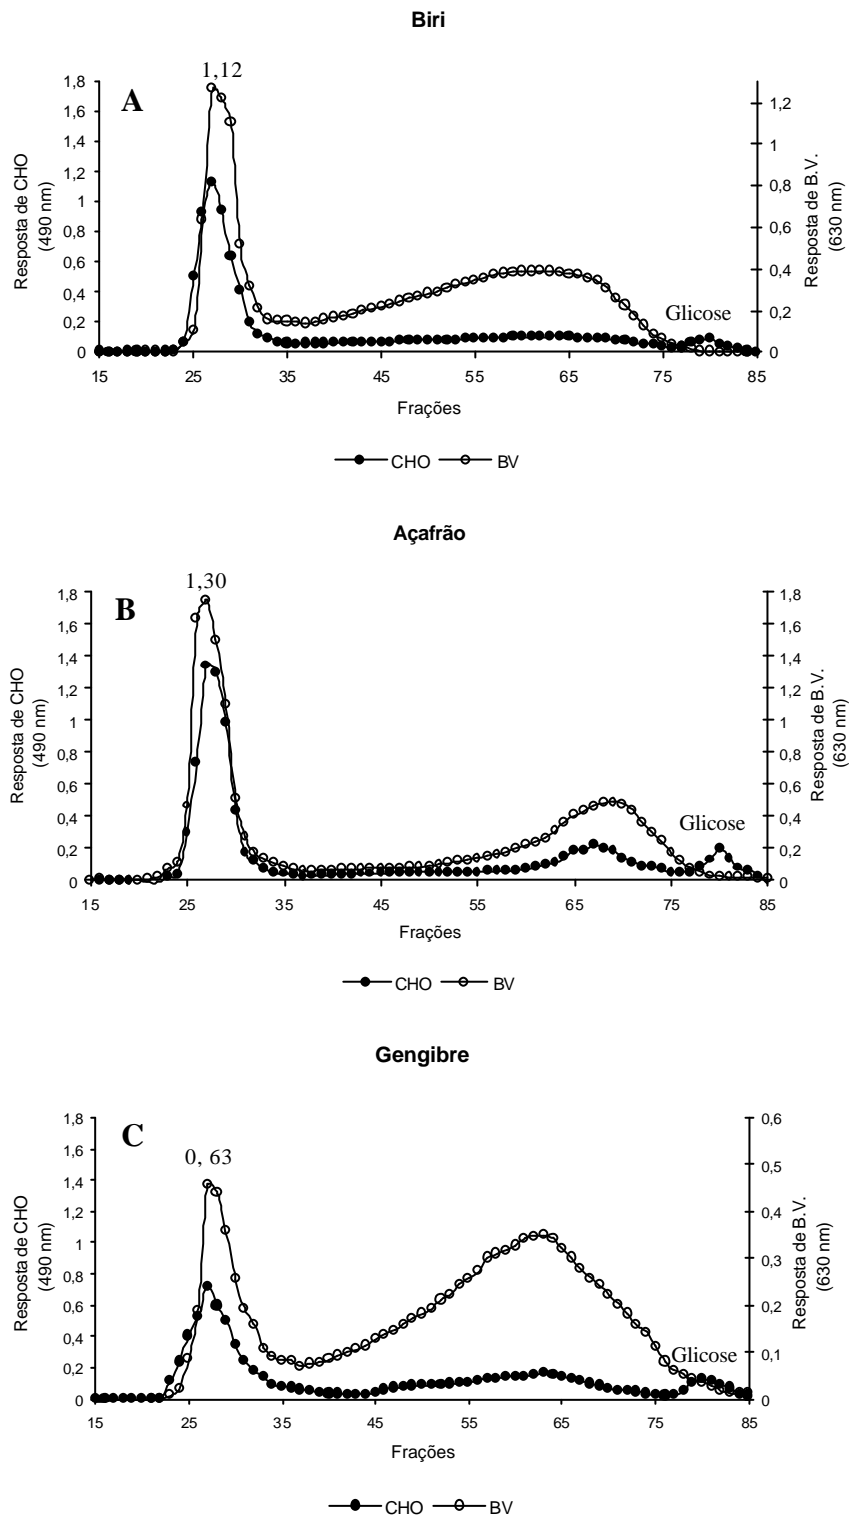 Biri
A
1,12
1,8
1,6
1,4
1,2
1
0,8
0,6
0,4
0,2
0
Resposta de CHO
(490 nm)
1,2
1
0,8
0,6
0,4
0,2
0
Resposta de B.V.
(630 nm)
Glicose
15 25 35 45 55 65 75 85
Frações
CHO BV
Açafrão
B
1,30
1,8
1,6
1,4
1,2
1
0,8
0,6
0,4
0,2
0
Resposta de CHO
(490 nm)
1,8
1,6
1,4
1,2
1
0,8
0,6
0,4
0,2
0
Resposta de B.V.
(630 nm)
Glicose
15 25 35 45 55 65 75 85
Frações
CHO BV
Gengibre
C
0, 63
1,8
1,6
1,4
1,2
1
0,8
0,6
0,4
0,2
0
Resposta de CHO
(490 nm)
0,6
0,5
0,4
0,3
0,2
0,1
0
Resposta de B.V.
(630 nm)
Glicose
15 25 35 45 55 65 75 85
Frações
CHO BV